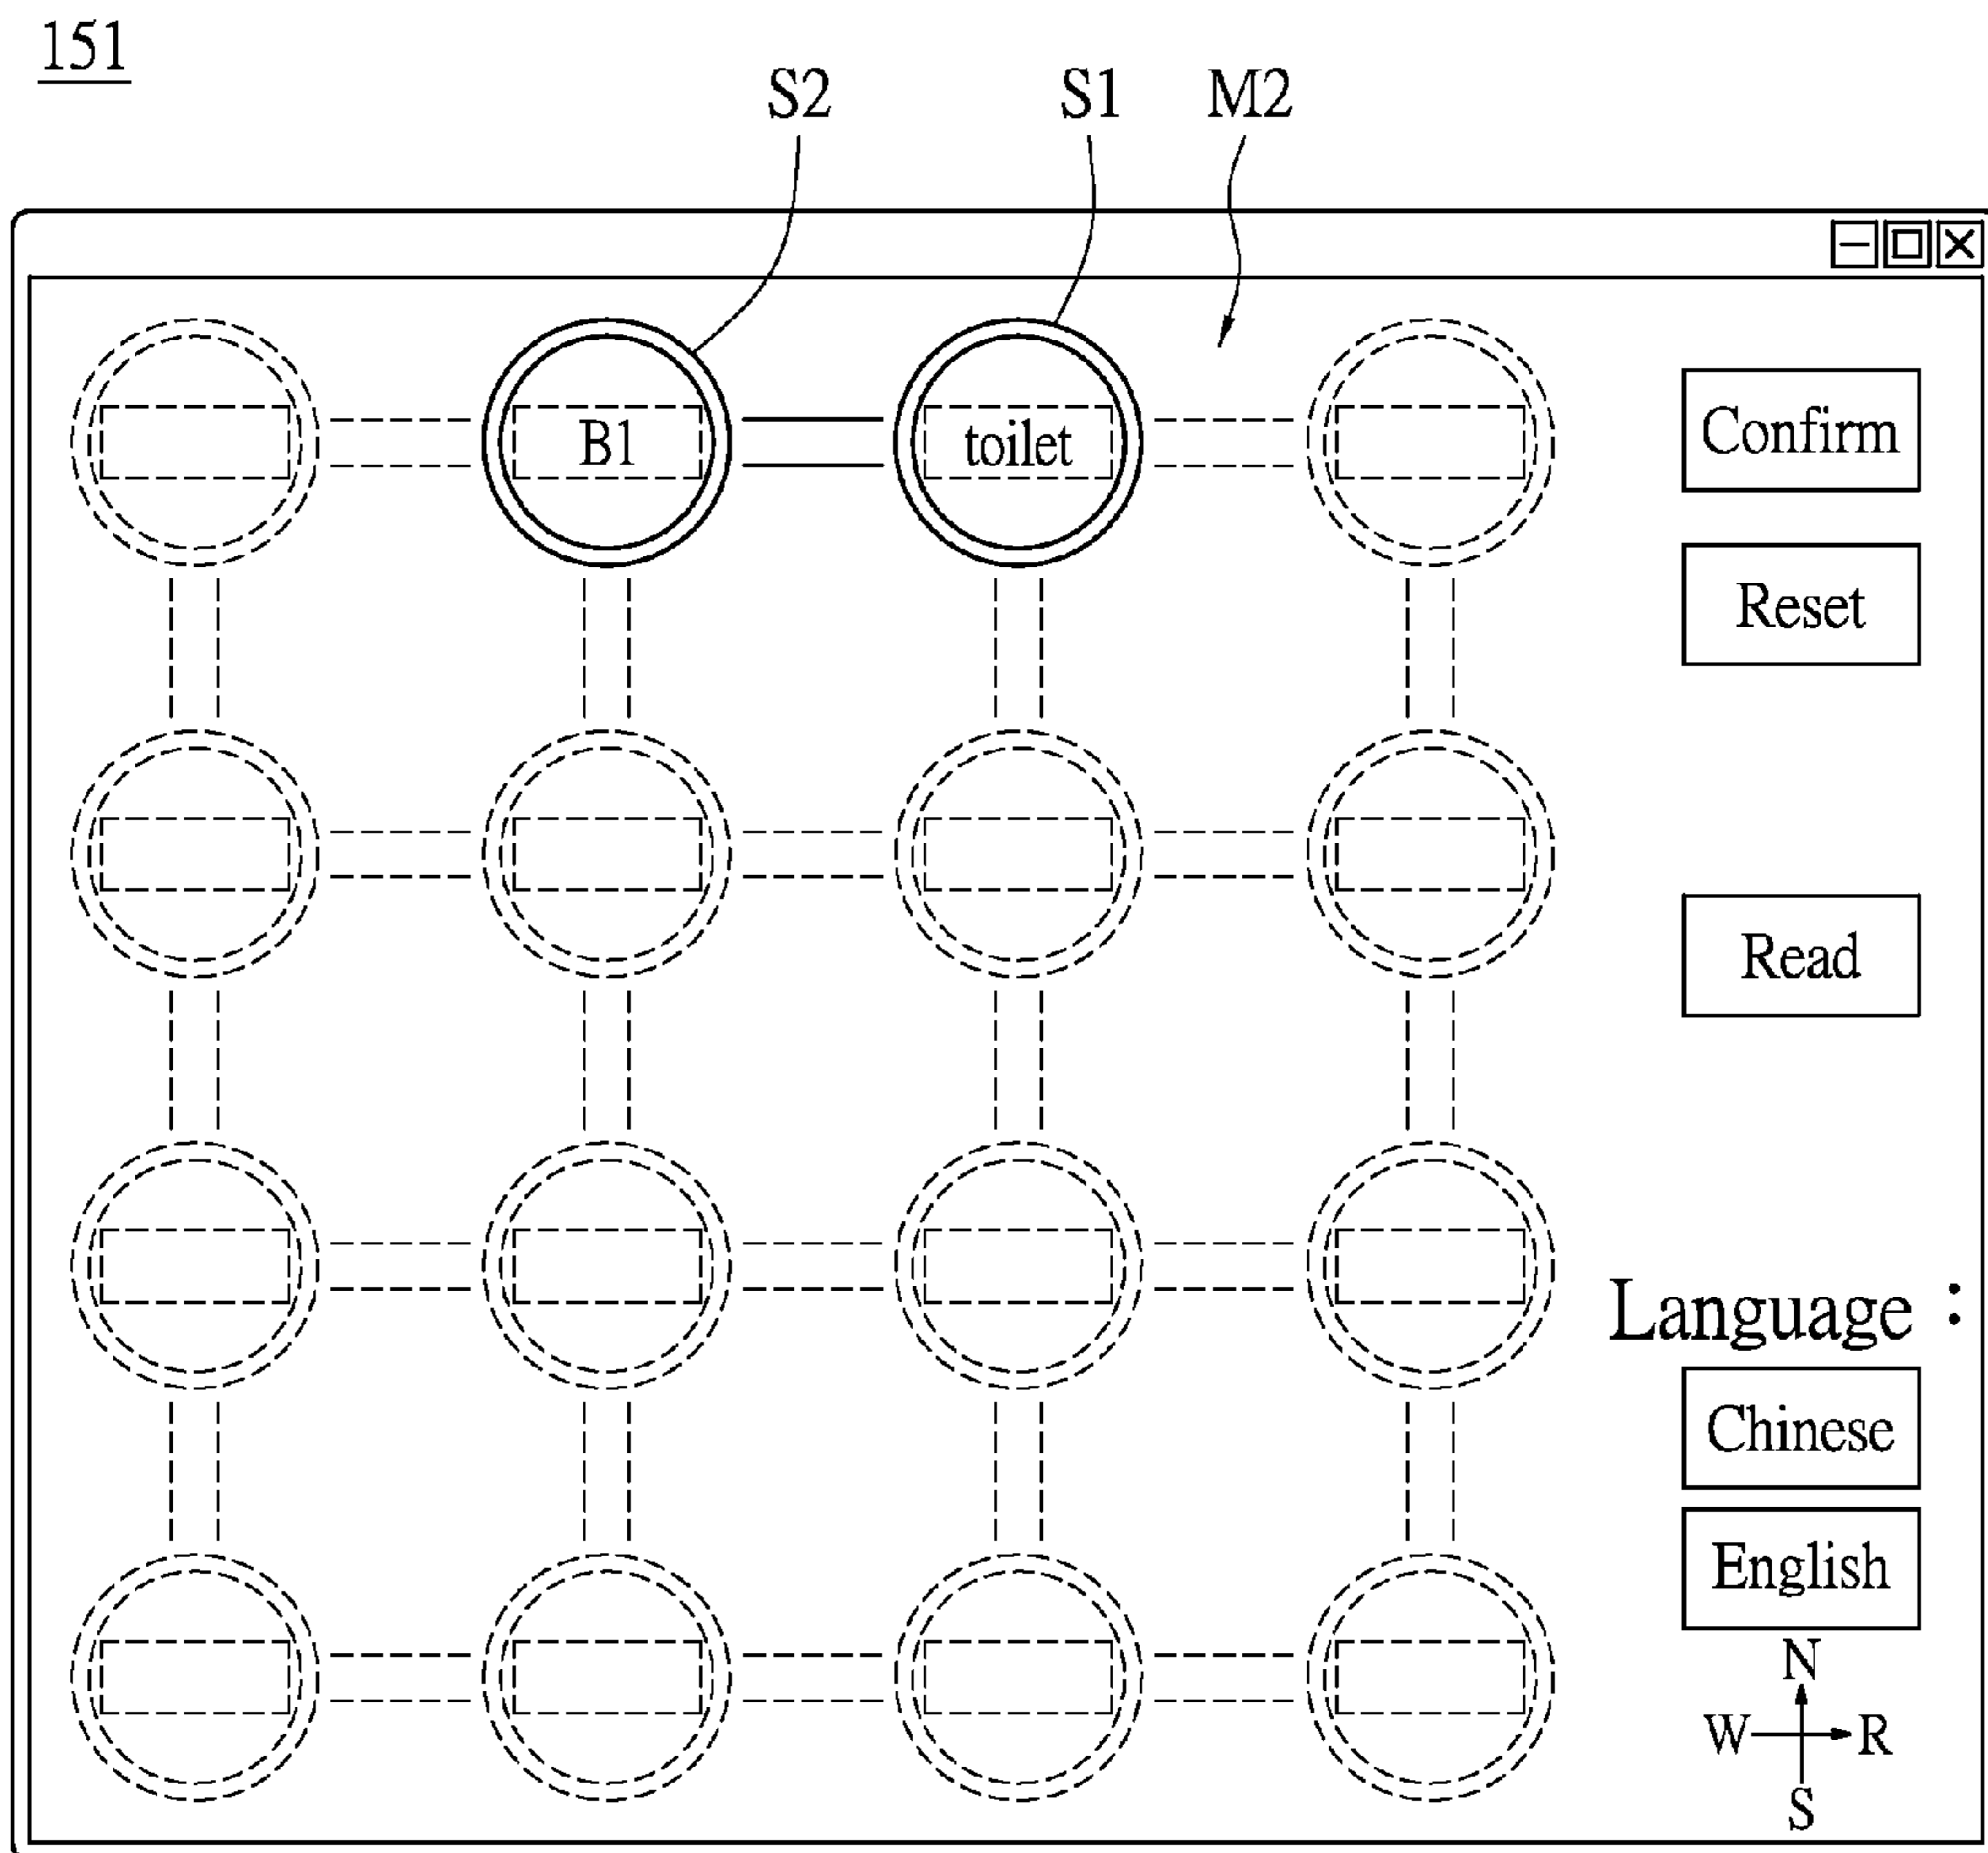 151
S2 S1 M2
B1 toilet
Confirm
Reset
Read
Language :
Chinese
English
N
W R
S